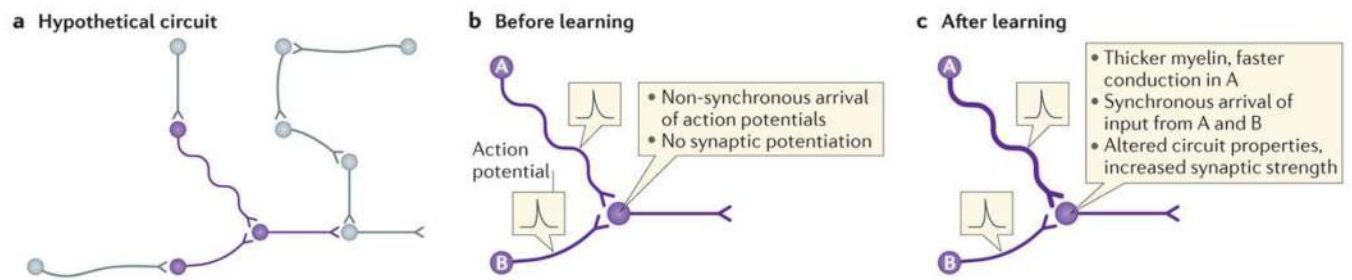 a Hypothetical circuit
b Before learning
A
• Non-synchronous arrival
of action potentials
• No synaptic potentiation
Action
potential
B
c After learning
A
• Thicker myelin, faster
conduction in A
• Synchronous arrival of
input from A and B
• Altered circuit properties,
increased synaptic strength
B